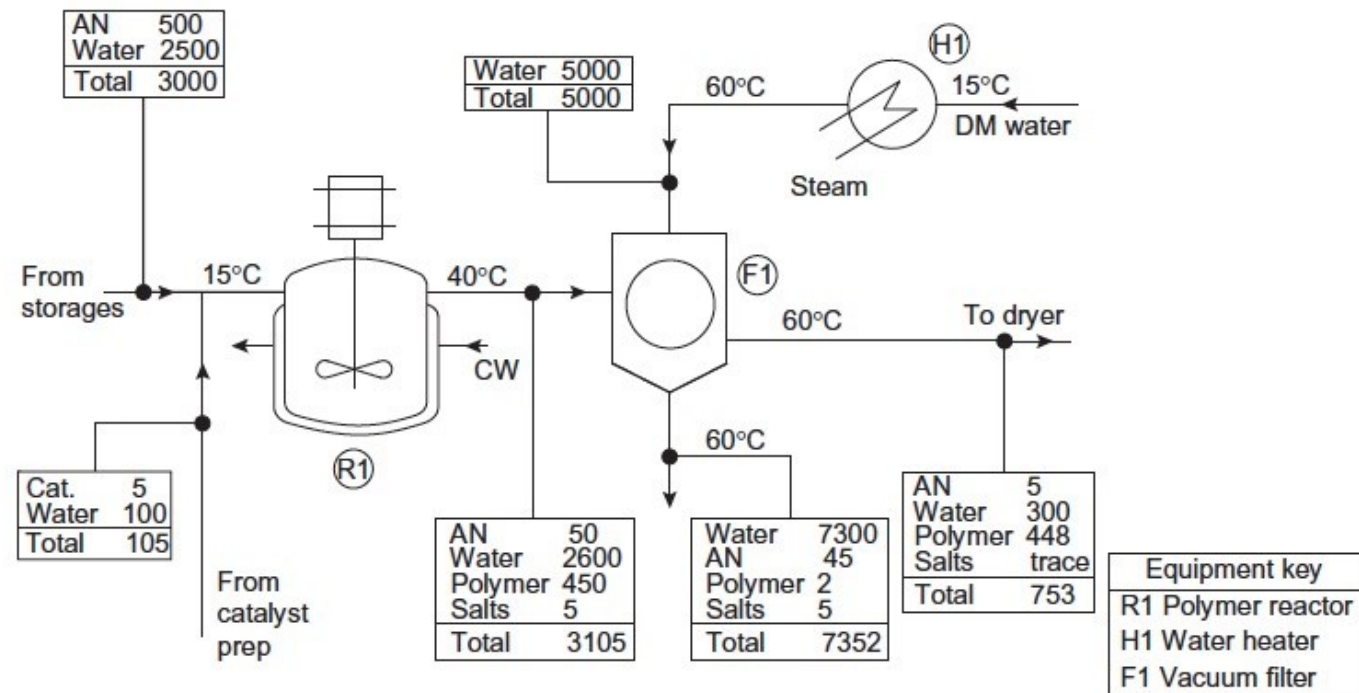 AN 500
Water 2500
Total 3000
Water 5000
Total 5000
60°C
H1
15°C
DM water
Steam
From
storages
15°C
40°C
F1
60°C
To dryer
CW
R1
60°C
Cat. 5
Water 100
Total 105
From
catalyst
prep
AN 50
Water 2600
Polymer 450
Salts 5
Total 3105
Water 7300
AN 45
Polymer 2
Salts 5
Total 7352
AN 5
Water 300
Polymer 448
Salts trace
Total 753
Equipment key
R1 Polymer reactor
H1 Water heater
F1 Vacuum filter